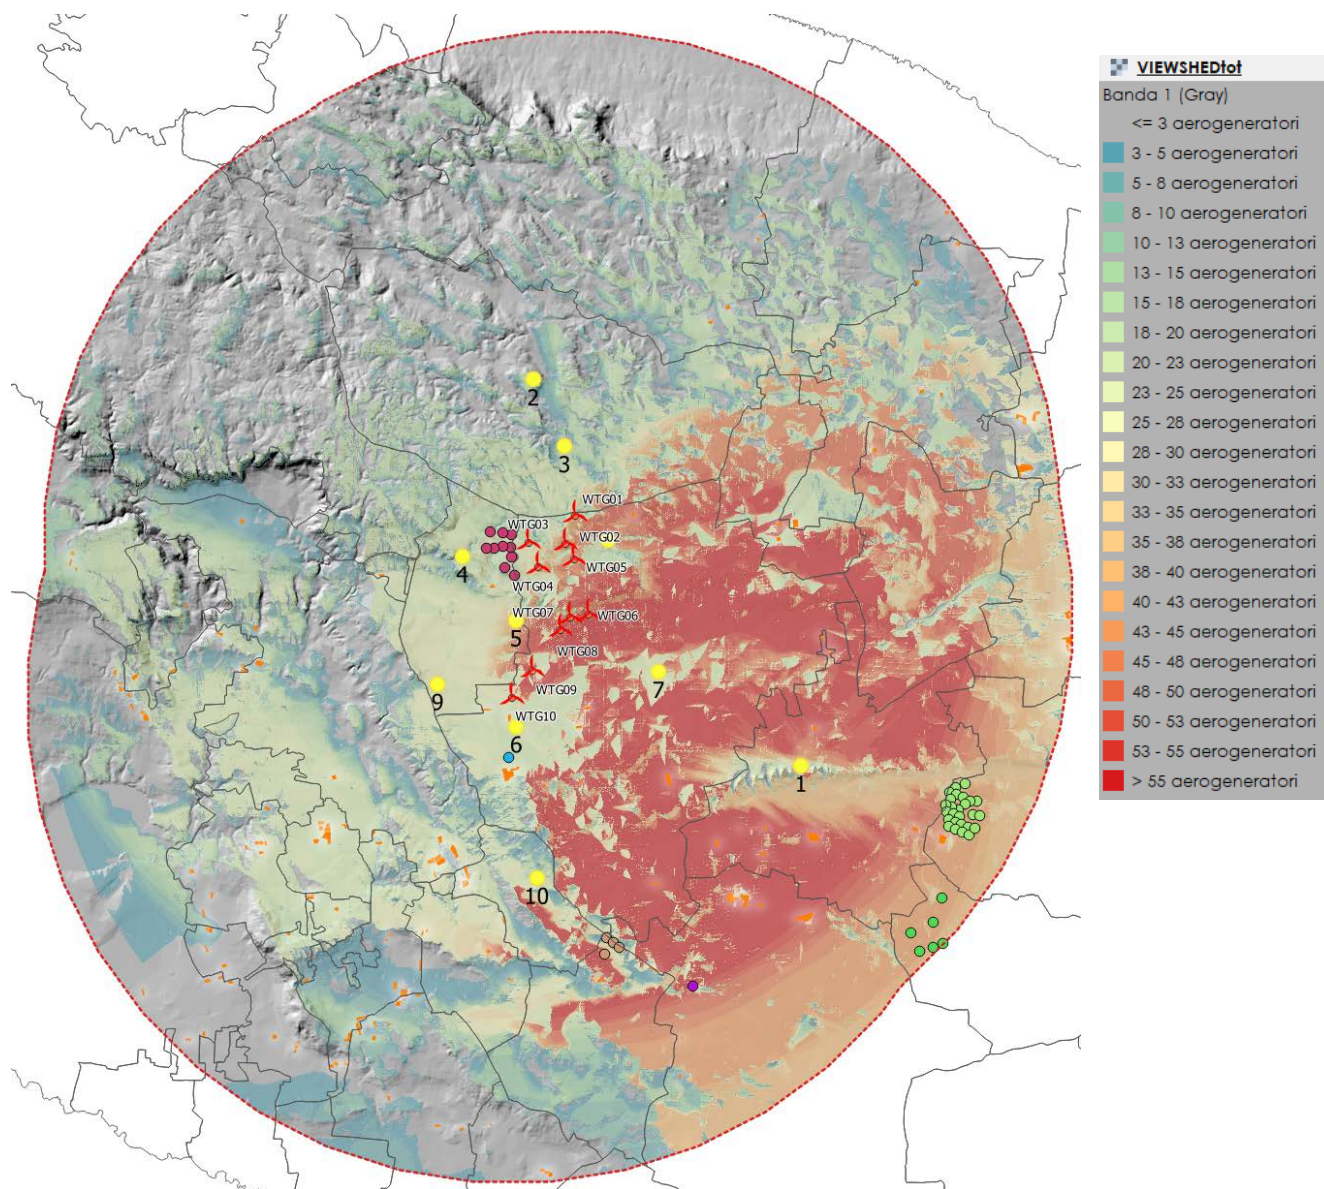 VIEWSHEDtot
Banda 1 (Gray)
<= 3 aerogeneratori
3 - 5 aerogeneratori
5 - 8 aerogeneratori
8 - 10 aerogeneratori
10 - 13 aerogeneratori
13 - 15 aerogeneratori
15 - 18 aerogeneratori
18 - 20 aerogeneratori
20 - 23 aerogeneratori
23 - 25 aerogeneratori
25 - 28 aerogeneratori
28 - 30 aerogeneratori
30 - 33 aerogeneratori
33 - 35 aerogeneratori
35 - 38 aerogeneratori
38 - 40 aerogeneratori
40 - 43 aerogeneratori
43 - 45 aerogeneratori
45 - 48 aerogeneratori
48 - 50 aerogeneratori
50 - 53 aerogeneratori
53 - 55 aerogeneratori
> 55 aerogeneratori
2
3
WTG01
WTG03
WTG02
4
WTG05
WTG04
WTG07
WTG06
5
WTG08
7
9
WTG09
WTG10
6
1
10